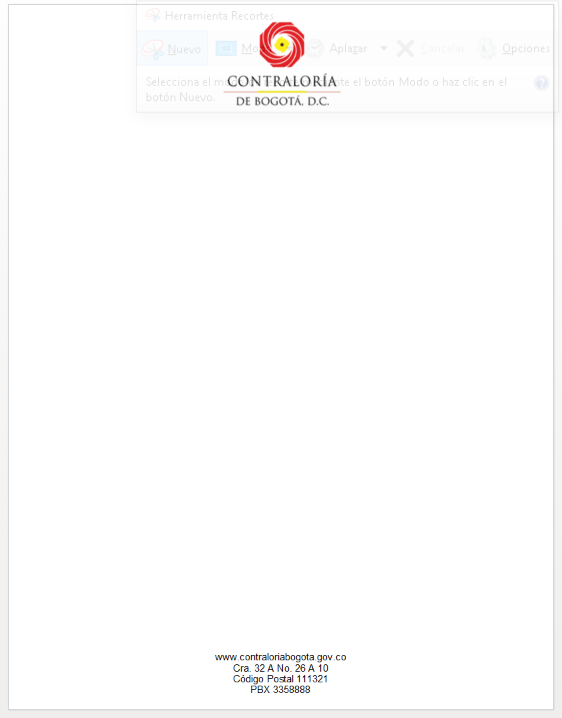 Herramienta Recortes
Nuevo
Aplazar
Cancelar
Opciones
Selecciona el
el botón Modo o haz clic en el
botón Nuevo.
CONTRALORÍA
DE BOGOTÁ, D.C.
www.contraloriabogota.gov.co
Cra. 32 A No. 26 A 10
Código Postal 111321
PBX 3358888